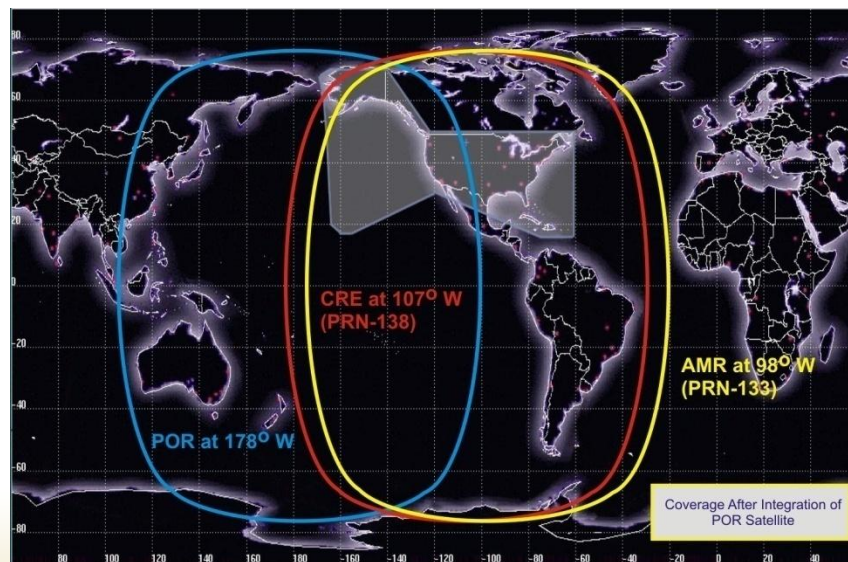 80
60
40
20
0
-20
-40
-60
-80
CRE at 107º W
(PRN-138)
AMR at 98º W
(PRN-133)
POR at 178º W
Coverage After Integration of
POR Satellite
80 100 120 140 160 180 -160 -140 -120 -100 -80 -60 -40 -20 0 20 40